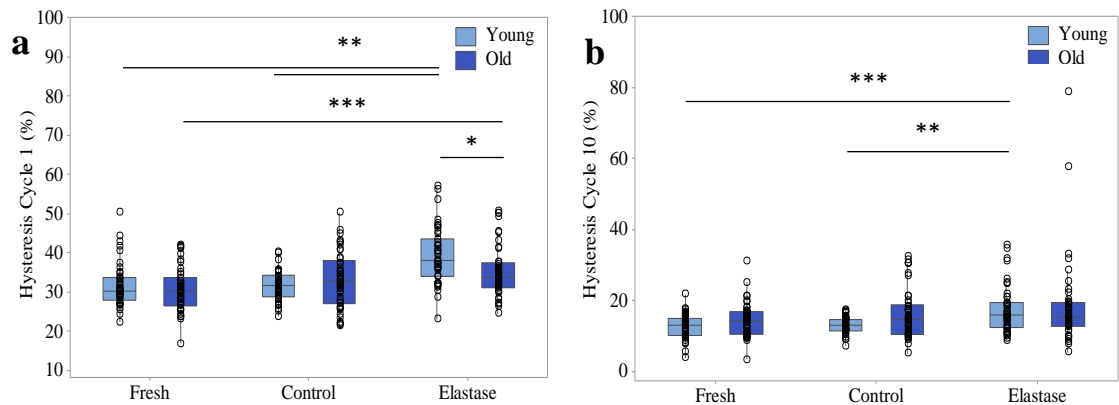 a
Hysteresis Cycle 1 (%)
100
90
80
70
60
50
40
30
20
10
Young
Old
**
***
*
Fresh
Control
Elastase
b
Hysteresis Cycle 10 (%)
100
80
60
40
20
0
Young
Old
***
**
Fresh
Control
Elastase